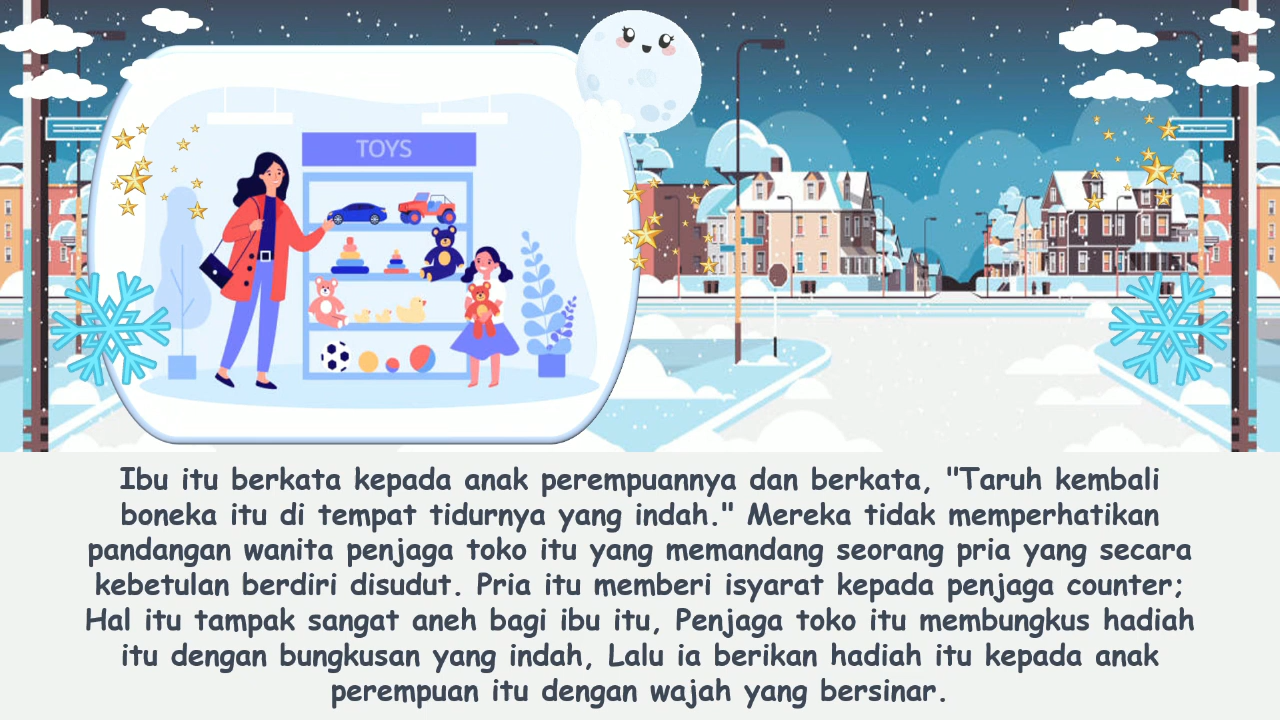 TOYS
Ibu itu berkata kepada anak perempuannya dan berkata, "Taruh kembali
boneka itu di tempat tidurnya yang indah." Mereka tidak memperhatikan
pandangan wanita penjaga toko itu yang memandang seorang pria yang secara
kebetulan berdiri disudut. Pria itu memberi isyarat kepada penjaga counter;
Hal itu tampak sangat aneh bagi ibu itu, Penjaga toko itu membungkus hadiah
itu dengan bungkusan yang indah, Lalu ia berikan hadiah itu kepada anak
perempuan itu dengan wajah yang bersinar.